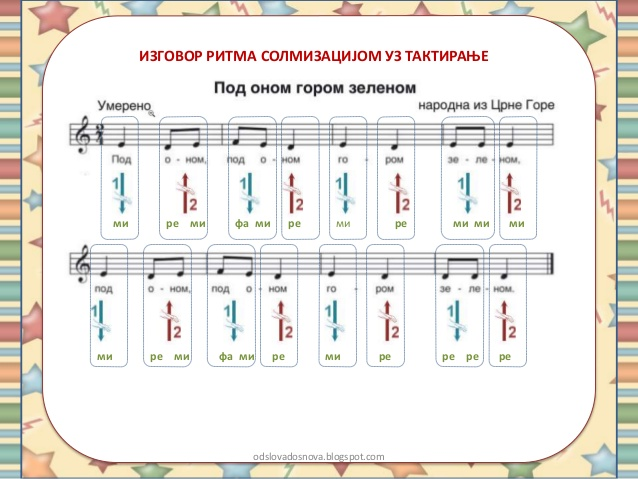 ИЗГОВОР РИТМА СОЛМИЗАЦИЈОМ УЗ ТАКТИРАЊЕ
Под оном гором зеленом
Умерено народна из Црне Горе
2 4
Под о - ном, под о - ном го - ром зе - ле - ном,
1 2 1 2 1 2 1 2
ми ре ми фа ми ре ми ре ми ми ми
под о - ном, под о - ном го - ром зе - ле - ном.
1 2 1 2 1 2 1 2
ми ре ми фа ми ре ми ре ре ре ре
odslovadosnova.blogspot.com